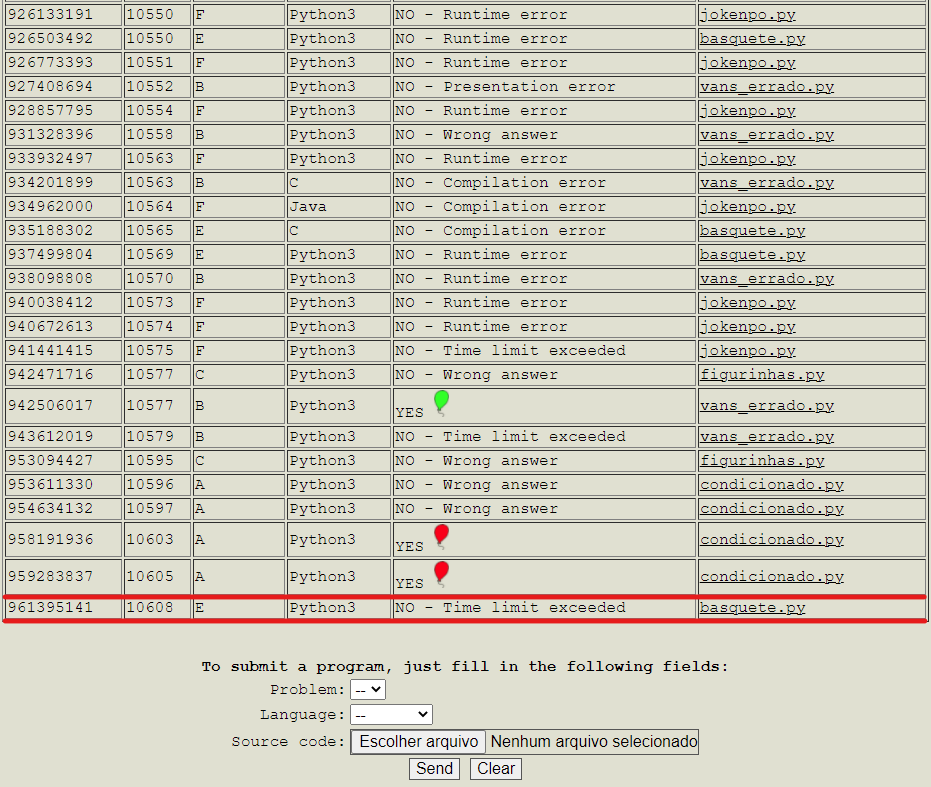 926133191 10550 F Python3 NO - Runtime error jokenpo.py
926503492 10550 E Python3 NO - Runtime error basquete.py
926773393 10551 F Python3 NO - Runtime error jokenpo.py
927408694 10552 B Python3 NO - Presentation error vans_errado.py
928857795 10554 F Python3 NO - Runtime error jokenpo.py
931328396 10558 B Python3 NO - Wrong answer vans_errado.py
933932497 10563 F Python3 NO - Runtime error jokenpo.py
934201899 10563 B C NO - Compilation error vans_errado.py
934962000 10564 F Java NO - Compilation error jokenpo.py
935188302 10565 E C NO - Compilation error basquete.py
937499804 10569 E Python3 NO - Runtime error basquete.py
938098808 10570 B Python3 NO - Runtime error vans_errado.py
940038412 10573 F Python3 NO - Runtime error jokenpo.py
940672613 10574 F Python3 NO - Runtime error jokenpo.py
941441415 10575 F Python3 NO - Time limit exceeded jokenpo.py
942471716 10577 C Python3 NO - Wrong answer figurinhas.py
942506017 10577 B Python3 YES vans_errado.py
943612019 10579 B Python3 NO - Time limit exceeded vans_errado.py
953094427 10595 C Python3 NO - Wrong answer figurinhas.py
953611330 10596 A Python3 NO - Wrong answer condicionado.py
954634132 10597 A Python3 NO - Wrong answer condicionado.py
958191936 10603 A Python3 YES condicionado.py
959283837 10605 A Python3 YES condicionado.py
961395141 10608 E Python3 NO - Time limit exceeded basquete.py
To submit a program, just fill in the following fields:
Problem: --
Language: --
Source code: Escolher arquivo Nenhum arquivo selecionado
Send Clear